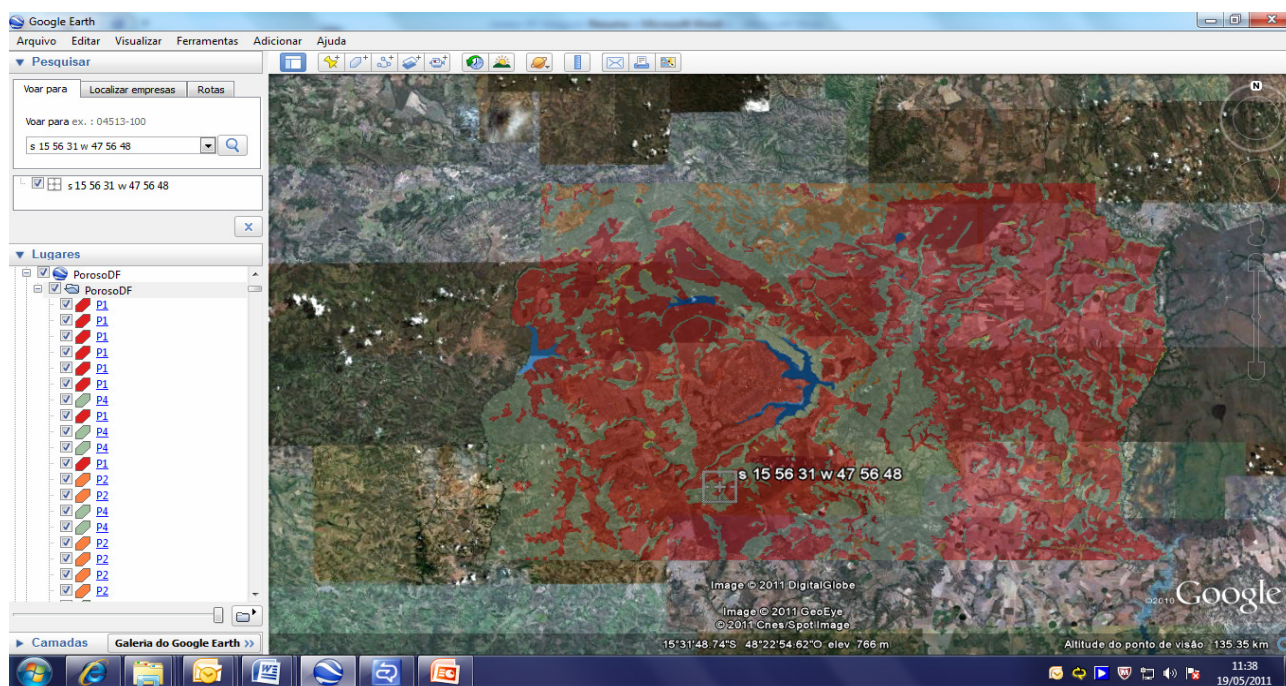 Google Earth
Arquivo Editar Visualizar Ferramentas Adicionar Ajuda
Pesquisar
Voar para Localizar empresas Rotas
Voar para ex. : 04513-100
s 15 56 31 w 47 56 48
s 15 56 31 w 47 56 48
Lugares
PorosoDF
PorosoDF
P1
P1
P1
P1
P1
P1
P4
P1
P4
P4
P1
P2
P2
P4
P4
P2
P2
P2
P2
Camadas Galeria do Google Earth >>
N
s 15 56 31 w 47 56 48
Image © 2011 DigitalGlobe
Image © 2011 GeoEye
© 2011 Cnes/Spot Image
©2010 Google
15°31'48.74"S 48°22'54.62"O elev 766 m
Altitude do ponto de visão 135.35 km
11:38
19/05/2011